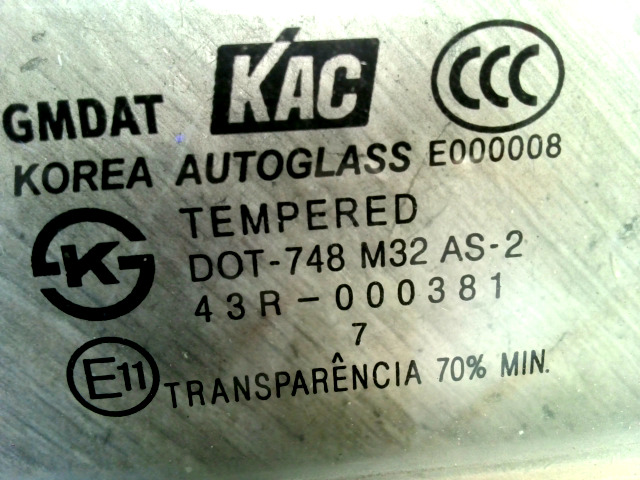 GMDAT KAC CCC
KOREA AUTOGLASS E000008
TEMPERED
K
DOT-748 M32 AS-2
43R-000381
7
E11 TRANSPARÊNCIA 70% MIN.